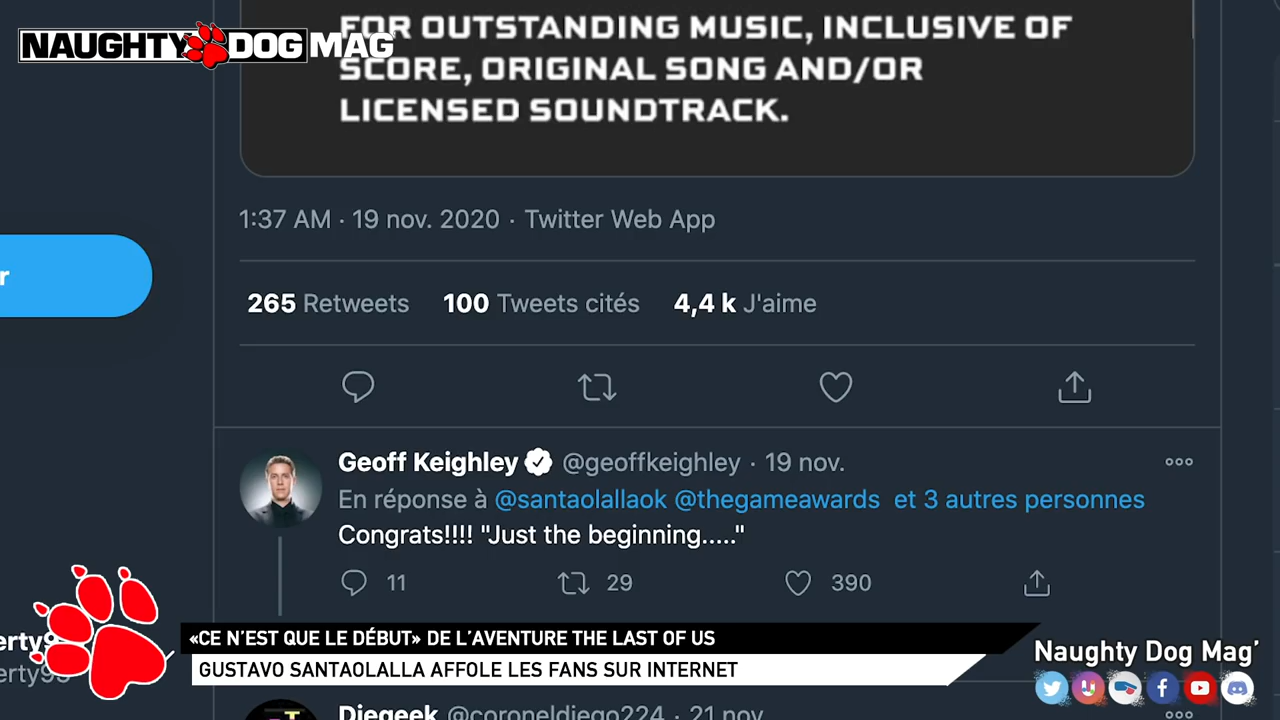 NAUGHTY DOG MAG
FOR OUTSTANDING MUSIC, INCLUSIVE OF
SCORE, ORIGINAL SONG AND/OR
LICENSED SOUNDTRACK.
1:37 AM · 19 nov. 2020 · Twitter Web App
r
265 Retweets 100 Tweets cités 4,4 k J'aime
Geoff Keighley @geoffkeighley · 19 nov.
En réponse à @santaolallaok @thegameawards et 3 autres personnes
Congrats!!!! "Just the beginning....."
11 29 390
«CE N'EST QUE LE DÉBUT» DE L'AVENTURE THE LAST OF US
GUSTAVO SANTAOLALLA AFFOLE LES FANS SUR INTERNET
Naughty Dog Mag'
Diegeek @coroneldiego224 · 21 nov.